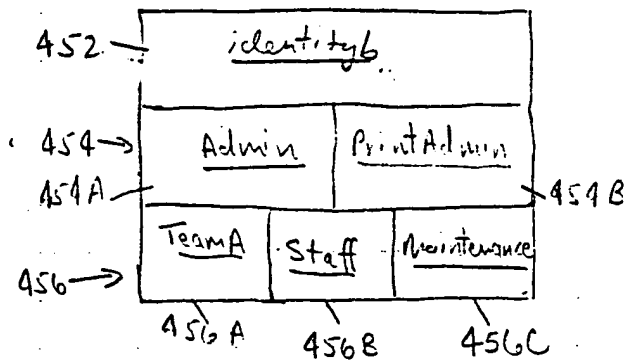 452 identityb
454 Admin PrintAdmin
454A 454B
TeamA Staff Maintenance
456
456A 456B 456C